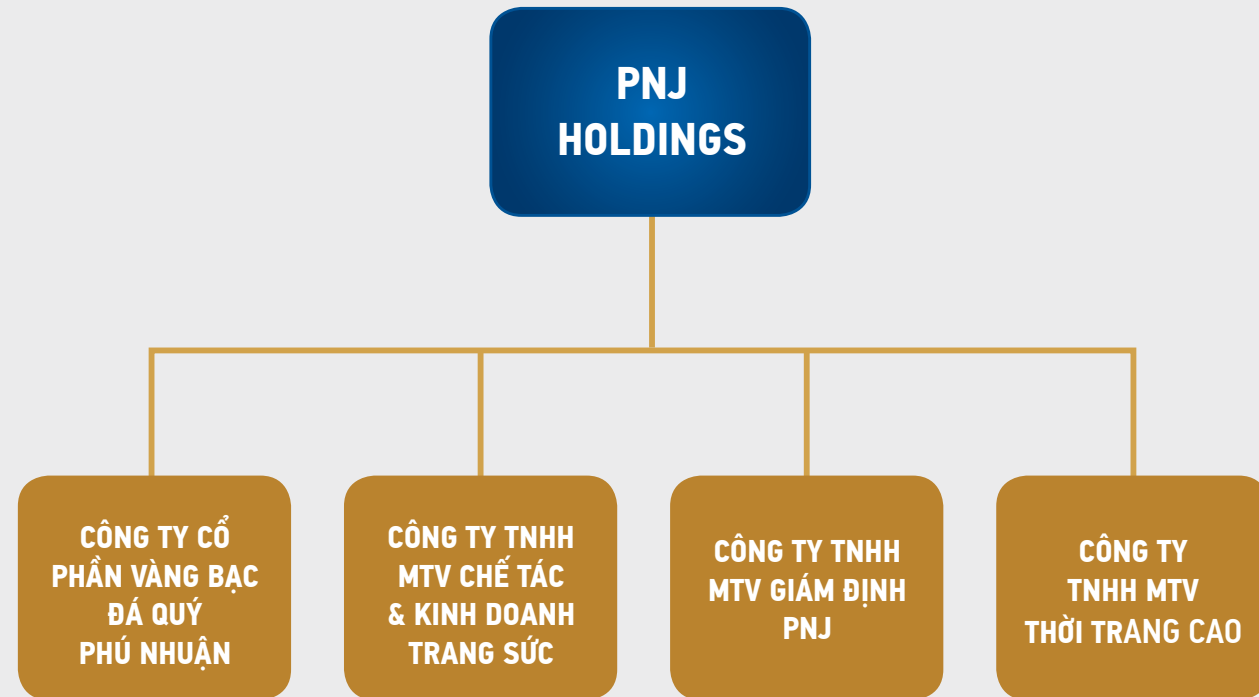 PNJ
HOLDINGS
CÔNG TY CỔ
PHẦN VÀNG BẠC
ĐÁ QUÝ
PHÚ NHUẬN
CÔNG TY TNHH
MTV CHẾ TÁC
& KINH DOANH
TRANG SỨC
CÔNG TY TNHH
MTV GIÁM ĐỊNH
PNJ
CÔNG TY
TNHH MTV
THỜI TRANG CAO